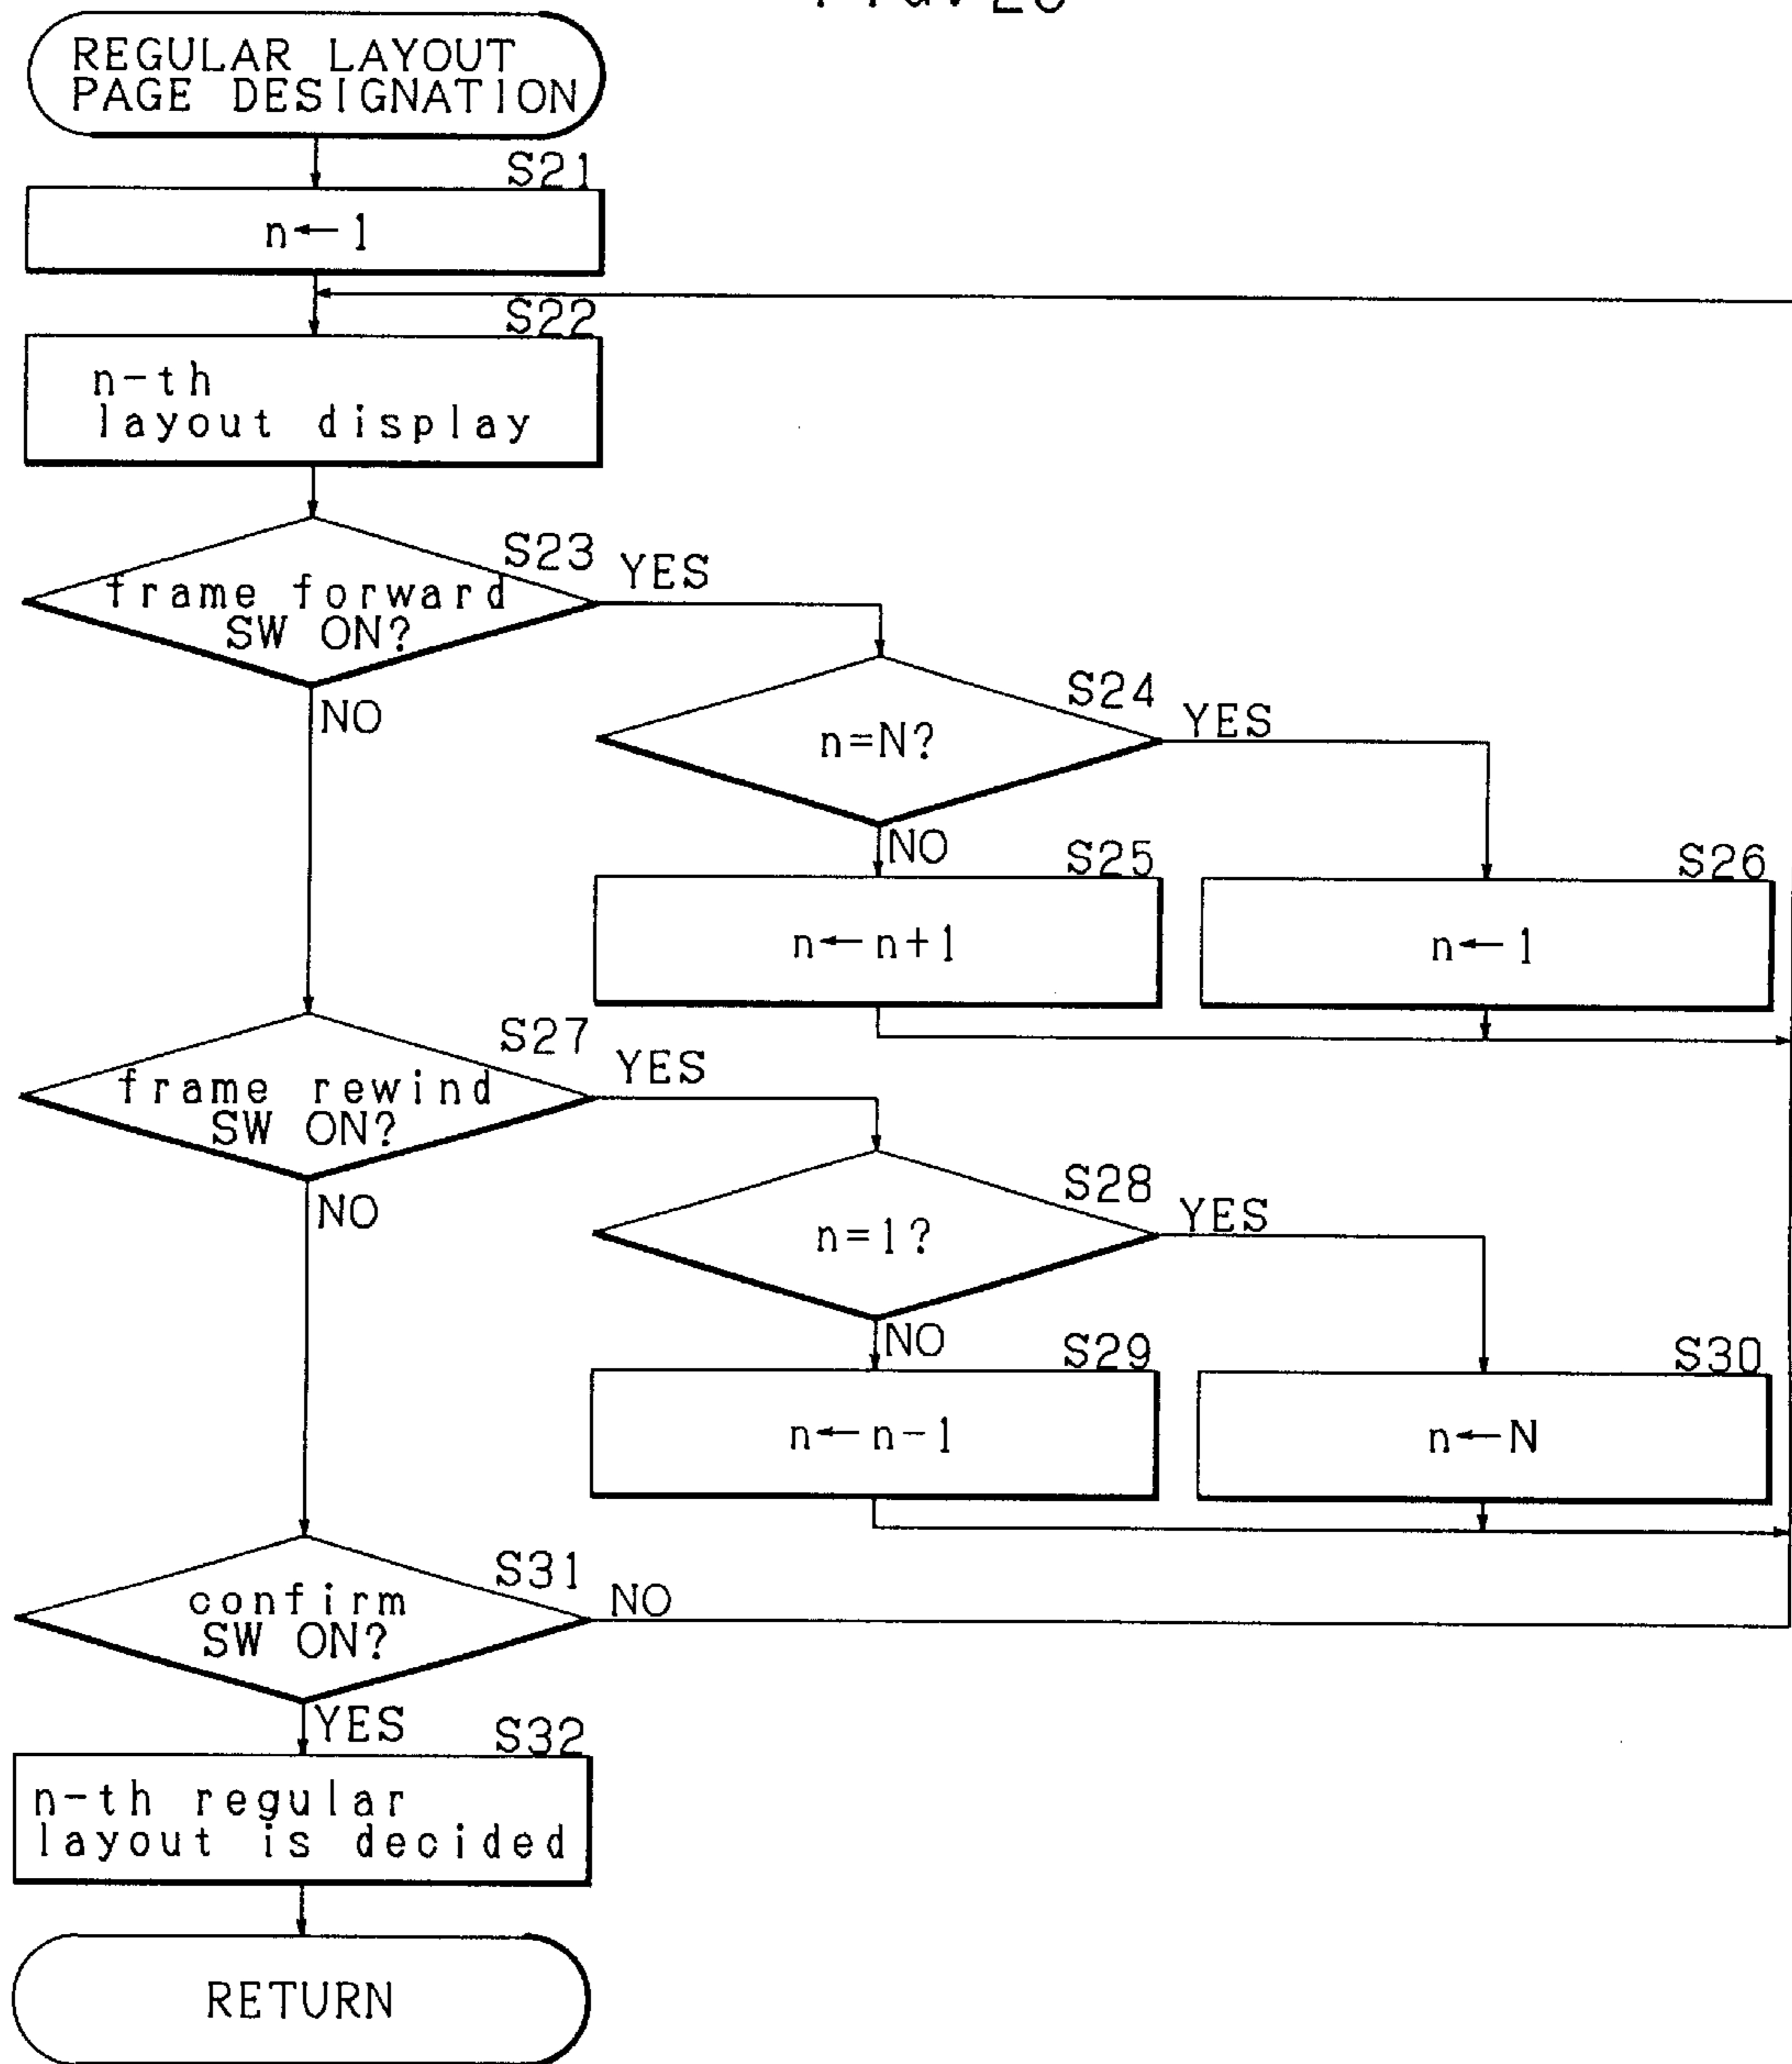 REGULAR LAYOUT
PAGE DESIGNATION
S21
n←1
S22
n-th
layout display
S23
frame forward
SW ON?
YES
NO
S24
n=N?
YES
NO
S25
n←n+1
S26
n←1
S27
frame rewind
SW ON?
YES
NO
S28
n=1?
YES
NO
S29
n←n-1
S30
n←N
S31
confirm
SW ON?
NO
YES
S32
n-th regular
layout is decided
RETURN